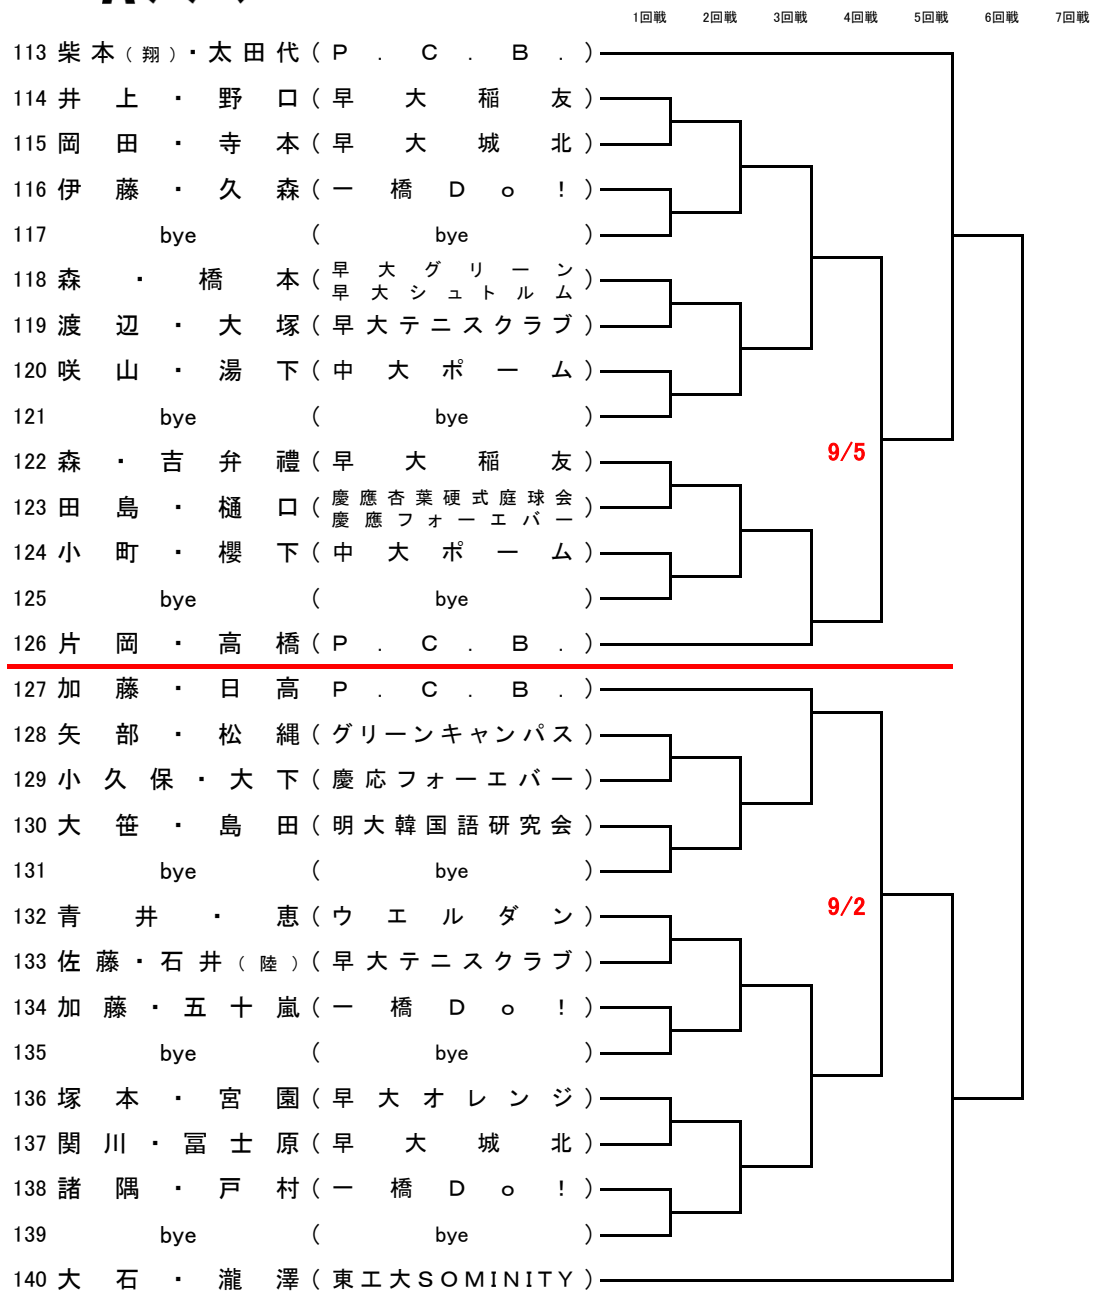 1回戦 2回戦 3回戦 4回戦 5回戦 6回戦 7回戦
113 柴本(翔)・太田代 (P.C.B.)
114 井上・野口 (早大稲友)
115 岡田・寺本 (早大城北)
116 伊藤・久森 (一橋Do!)
117 bye (bye)
118 森・橋本 (早大グリーン
早大シュトルム)
119 渡辺・大塚 (早大テニスクラブ)
120 咲山・湯下 (中大ポーム)
121 bye (bye)
9/5
122 森・吉弁禮 (早大稲友)
123 田島・樋口 (慶應杏葉硬式庭球会
慶應フォーエバー)
124 小町・櫻下 (中大ポーム)
125 bye (bye)
126 片岡・高橋 (P.C.B.)
127 加藤・日高 P.C.B.)
128 矢部・松縄 (グリーンキャンパス)
129 小久保・大下 (慶応フォーエバー)
130 大笹・島田 (明大韓国語研究会)
131 bye (bye)
132 青井・恵 (ウエルダン)
9/2
133 佐藤・石井(陸) (早大テニスクラブ)
134 加藤・五十嵐 (一橋Do!)
135 bye (bye)
136 塚本・宮園 (早大オレンジ)
137 関川・冨士原 (早大城北)
138 諸隅・戸村 (一橋Do!)
139 bye (bye)
140 大石・瀧澤 (東工大SOMINITY)